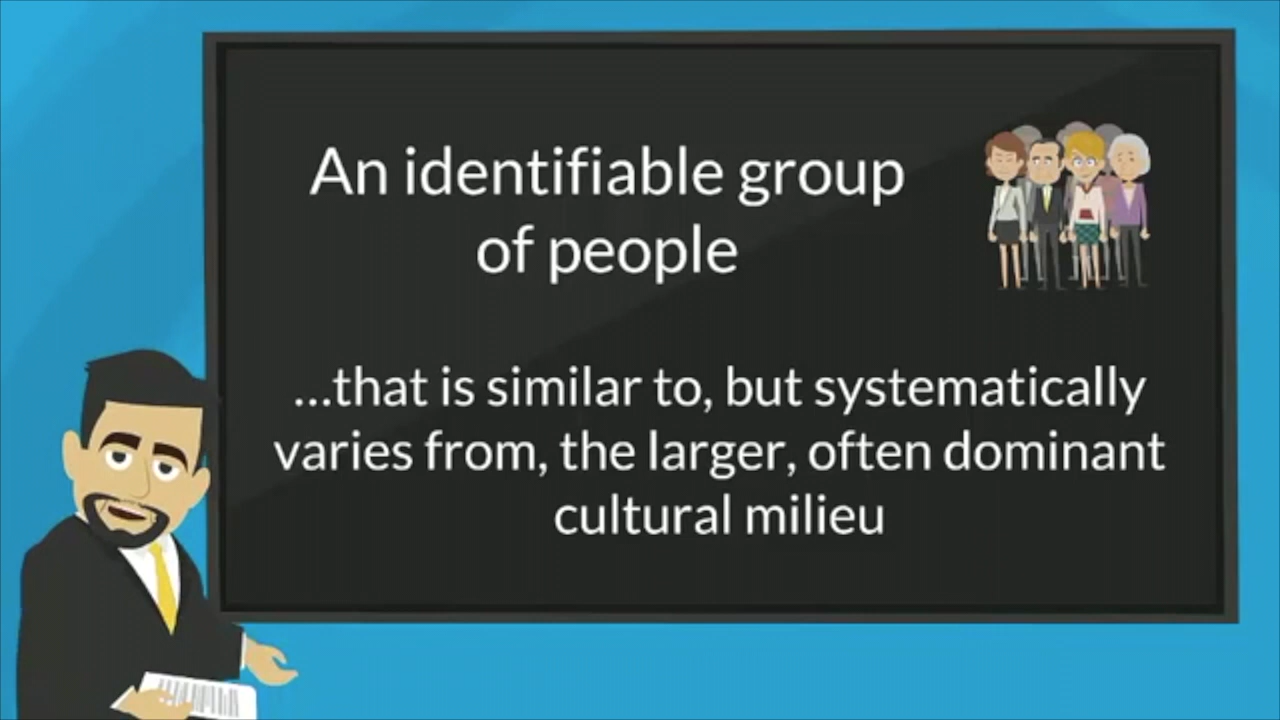 An identifiable group
of people
...that is similar to, but systematically
varies from, the larger, often dominant
cultural milieu